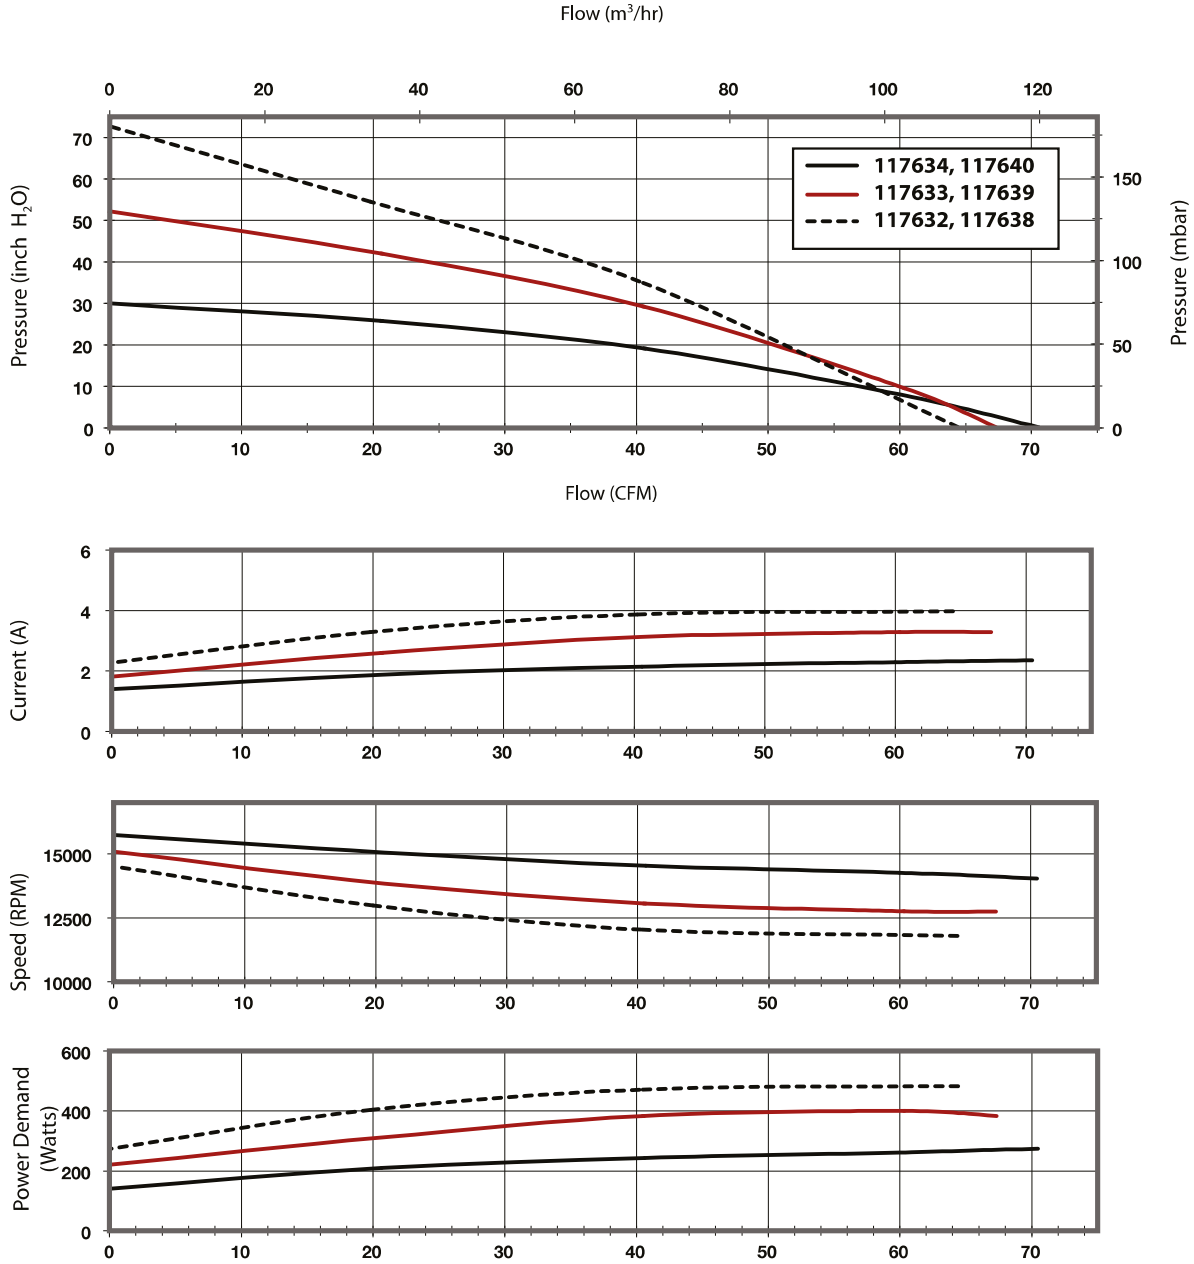 Flow (m³/hr)
0 20 40 60 80 100 120
70
60
50
40
30
20
10
0
Pressure (inch H₂O)
117634, 117640
117633, 117639
117632, 117638
150
100
50
0
Pressure (mbar)
0 10 20 30 40 50 60 70
Flow (CFM)
6
4
2
0
Current (A)
0 10 20 30 40 50 60 70
15000
12500
10000
Speed (RPM)
0 10 20 30 40 50 60 70
600
400
200
0
Power Demand
(Watts)
0 10 20 30 40 50 60 70